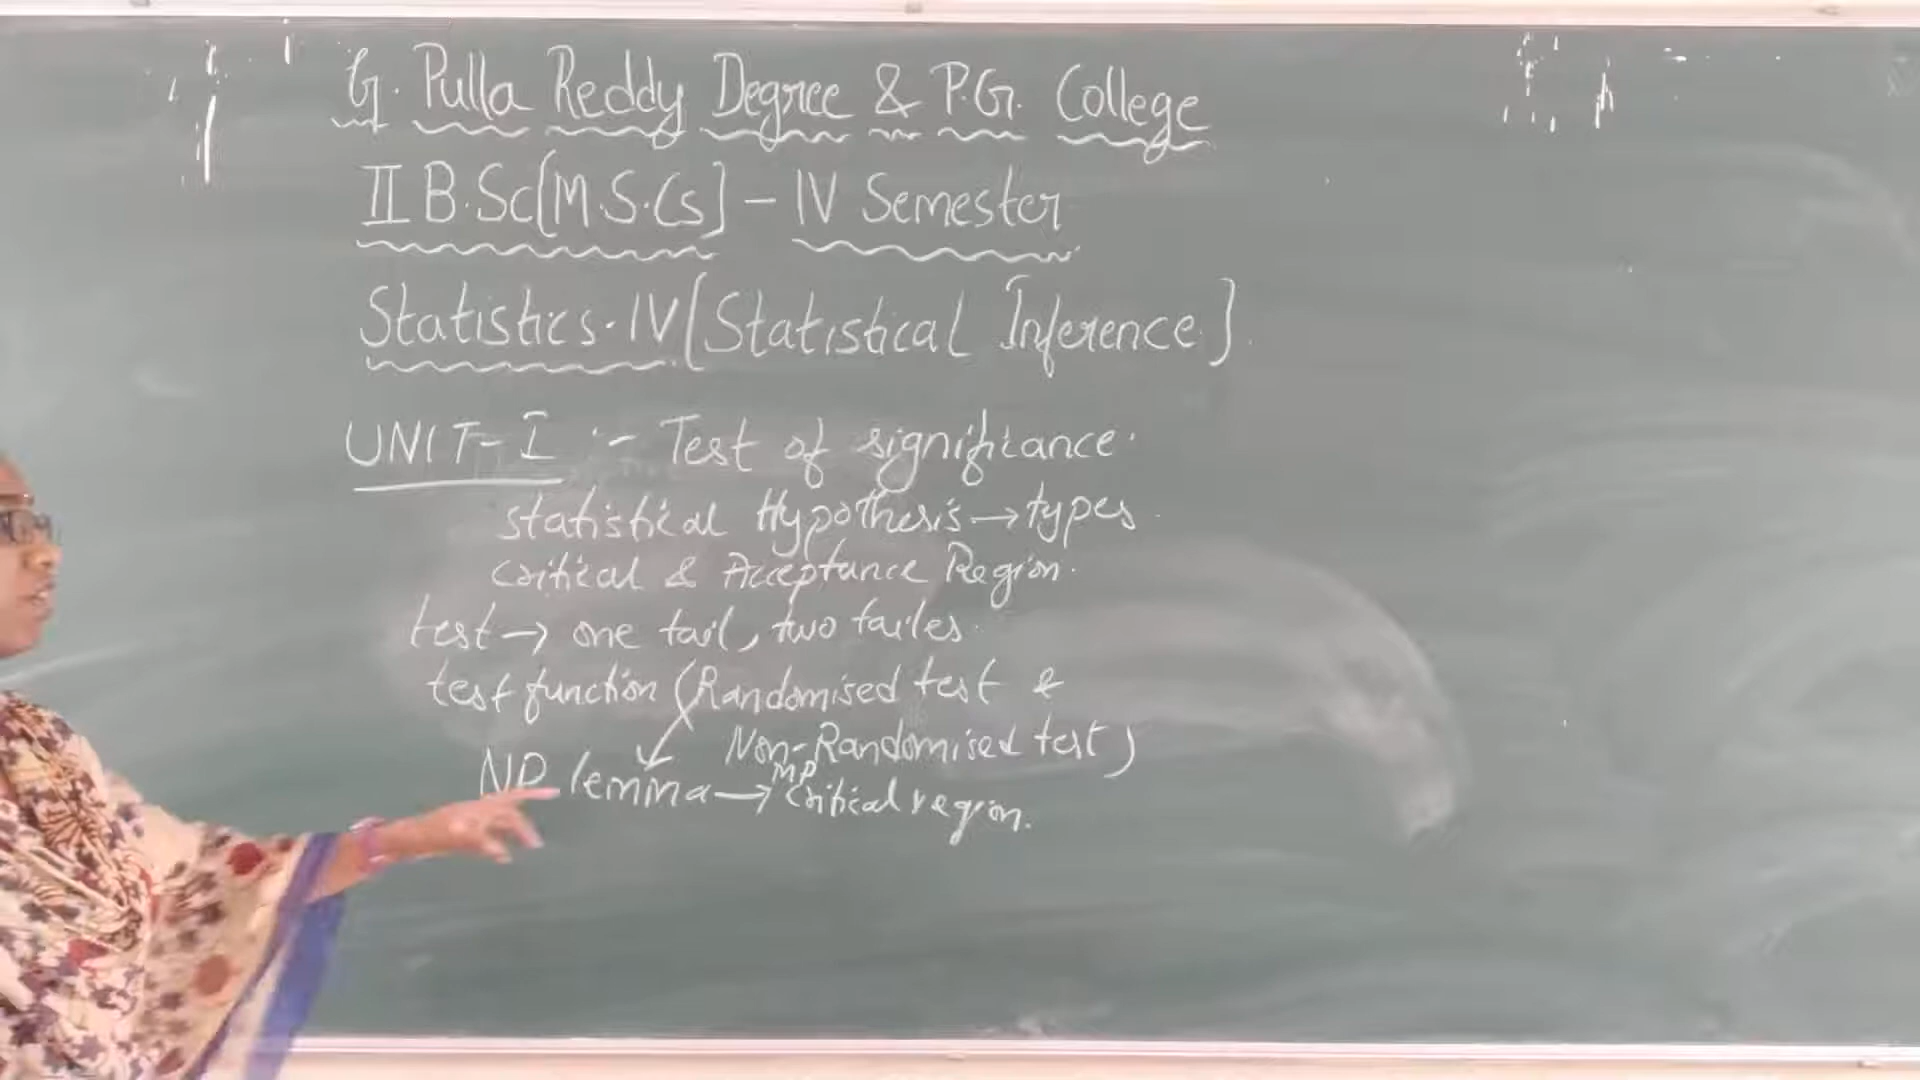 G. Pulla Reddy Degree & P.G. College
II B.Sc[M.S.Cs] - IV Semester
Statistics-IV [Statistical Inference].
UNIT-I :- Test of significance.
statistical Hypothesis → types.
critical & Acceptance Region.
test → one tail, two tailes.
test function (Randomised test &
Non-Randomised test)
NP lemma → MP critical region.